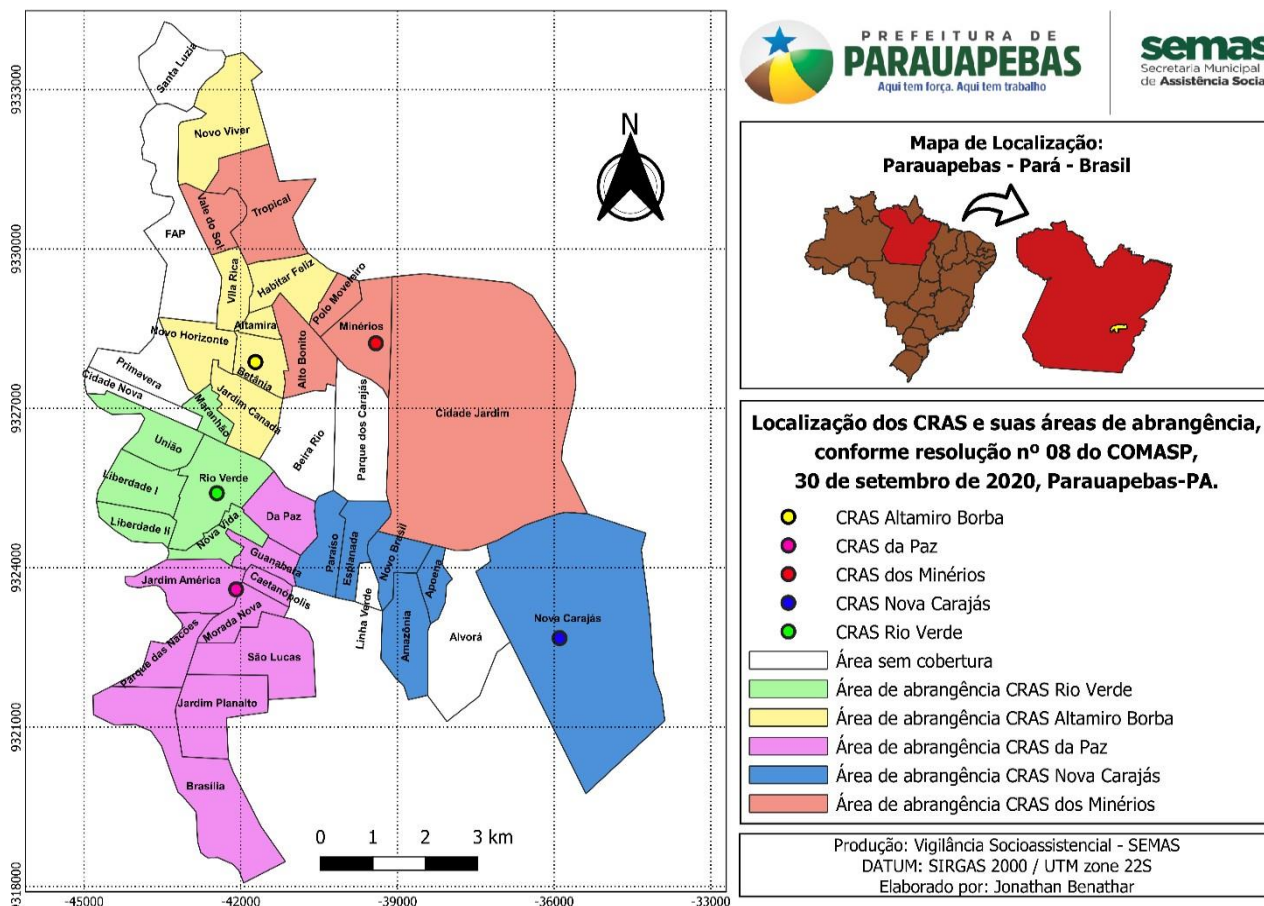 PREFEITURA DE
PARAUAPEBAS
Aqui tem força. Aqui tem trabalho
semas
Secretaria Municipal
de Assistência Social
Mapa de Localização:
Parauapebas - Pará - Brasil
N
Santa Luzia
Novo Viver
Tropical
Vale do Sol
FAP
Vila Rica
Habitar Feliz
Polo Moveleiro
Altamira
Minérios
Novo Horizonte
Betânia
Alto Bonito
Primavera
Cidade Nova
Jardim Canadá
Maranhão
Parque dos Carajás
Cidade Jardim
Beira Rio
União
Rio Verde
Liberdade I
Liberdade Ii
Nova Vida
Da Paz
Guanabara
Paraíso
Esplanada
Novo Brasil
Apoena
Jardim América
Caetanopolis
Morada Nova
Linha Verde
Amazônia
Alvorá
Nova Carajás
Parque das Nações
São Lucas
Jardim Planalto
Brasília
0 1 2 3 km
9333000
9330000
9327000
9324000
9321000
9318000
-45000 -42000 -39000 -36000 -33000
Localização dos CRAS e suas áreas de abrangência,
conforme resolução nº 08 do COMASP,
30 de setembro de 2020, Parauapebas-PA.
CRAS Altamiro Borba
CRAS da Paz
CRAS dos Minérios
CRAS Nova Carajás
CRAS Rio Verde
Área sem cobertura
Área de abrangência CRAS Rio Verde
Área de abrangência CRAS Altamiro Borba
Área de abrangência CRAS da Paz
Área de abrangência CRAS Nova Carajás
Área de abrangência CRAS dos Minérios
Produção: Vigilância Socioassistencial - SEMAS
DATUM: SIRGAS 2000 / UTM zone 22S
Elaborado por: Jonathan Benathar